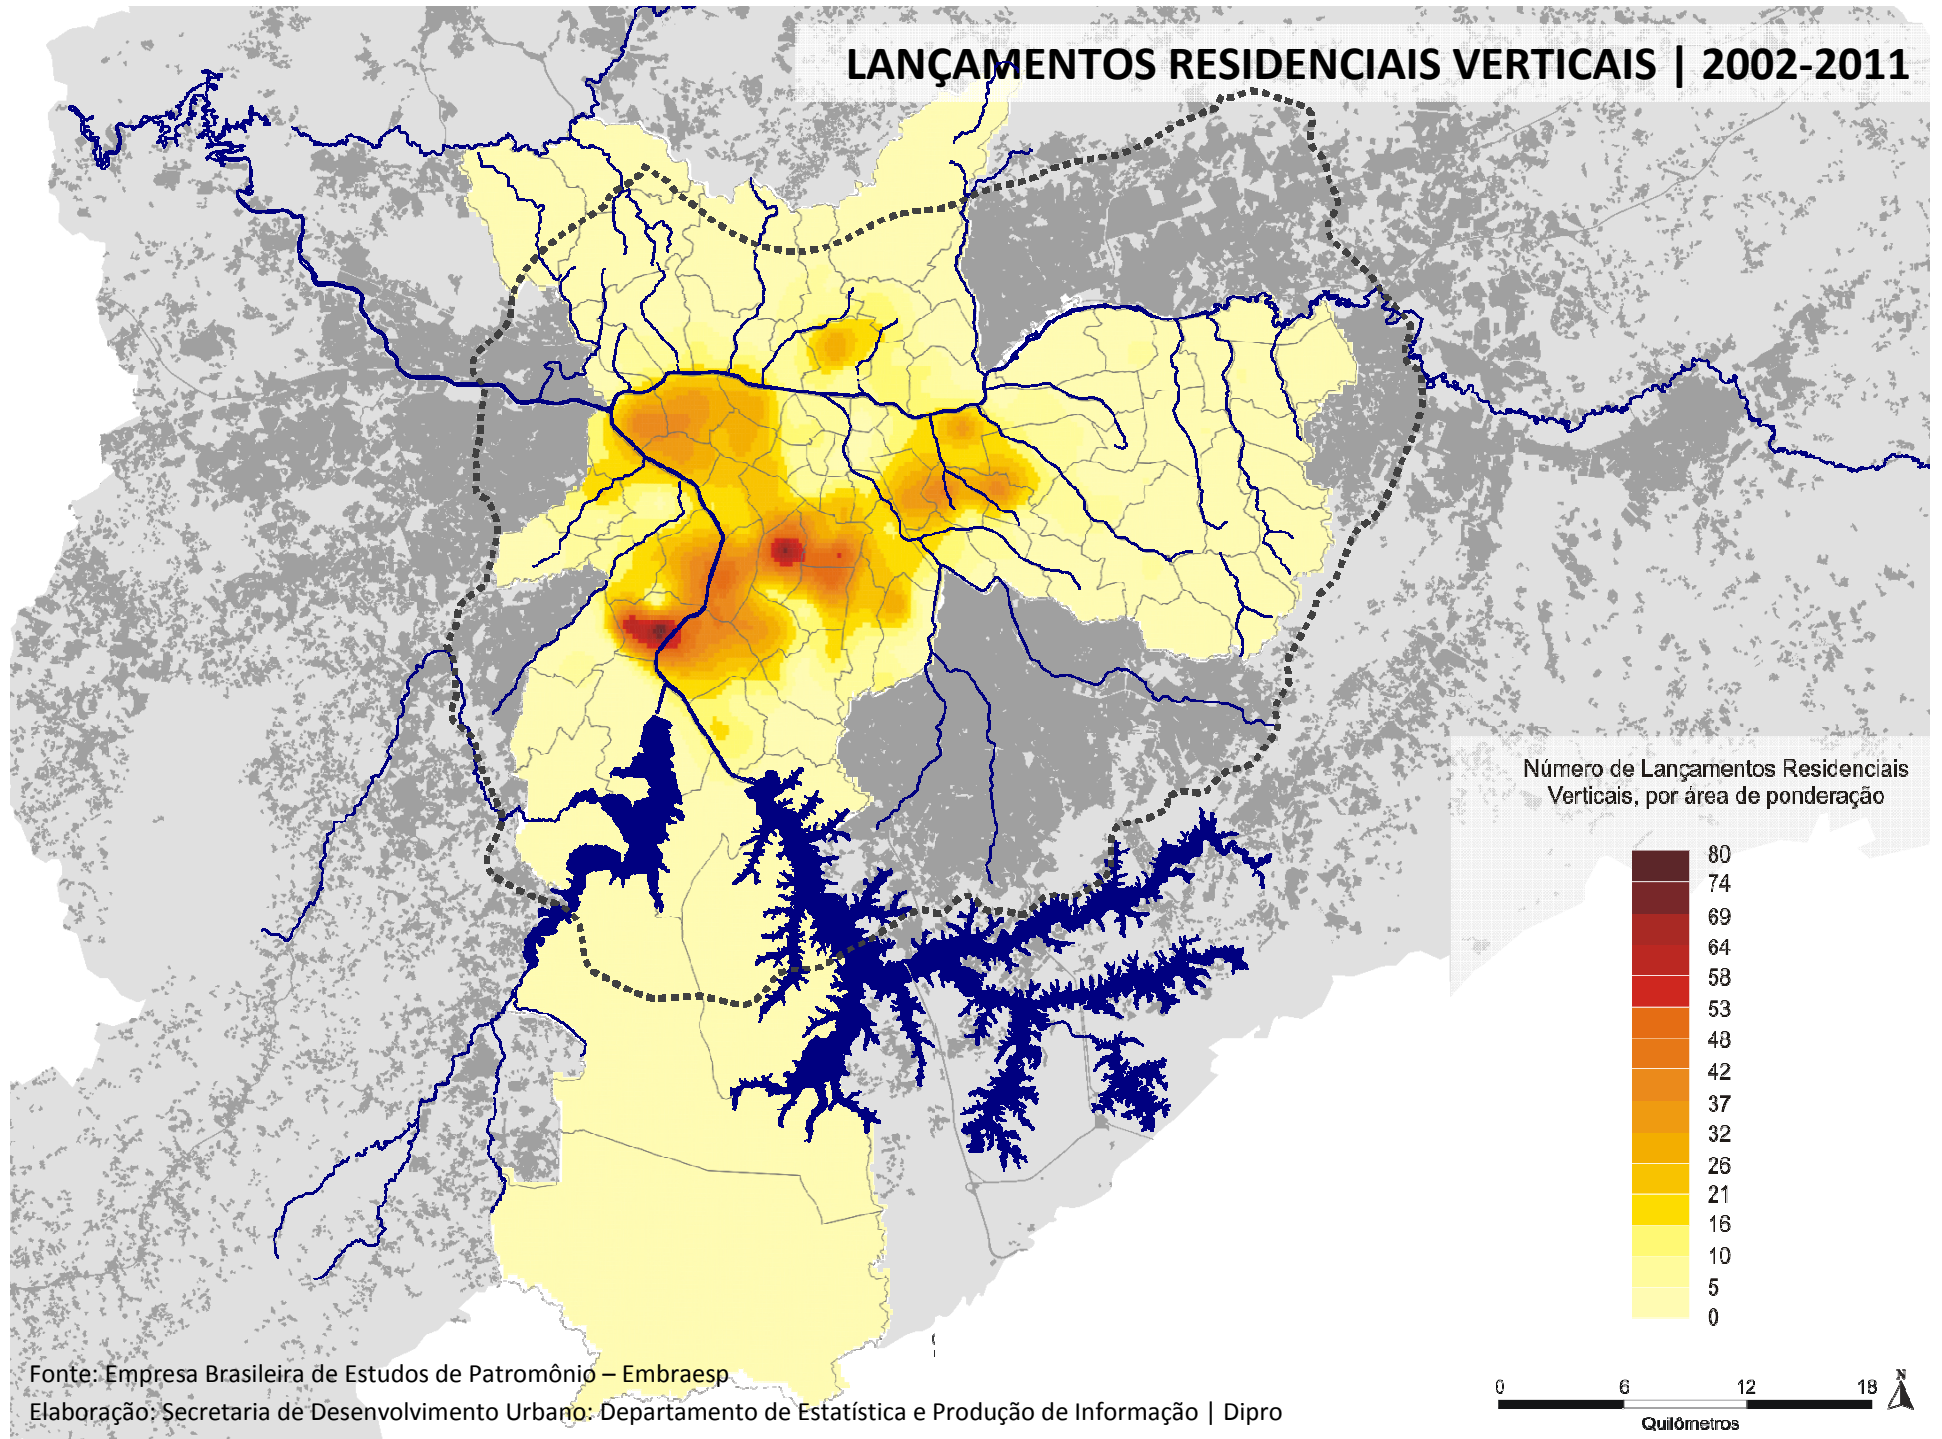 LANÇAMENTOS RESIDENCIAIS VERTICAIS | 2002-2011
Número de Lançamentos Residenciais
Verticais, por área de ponderação
80
74
69
64
58
53
48
42
37
32
26
21
16
10
5
0
Fonte: Empresa Brasileira de Estudos de Patromônio – Embraesp
Elaboração: Secretaria de Desenvolvimento Urbano: Departamento de Estatística e Produção de Informação | Dipro
0 6 12 18 N
Quilômetros